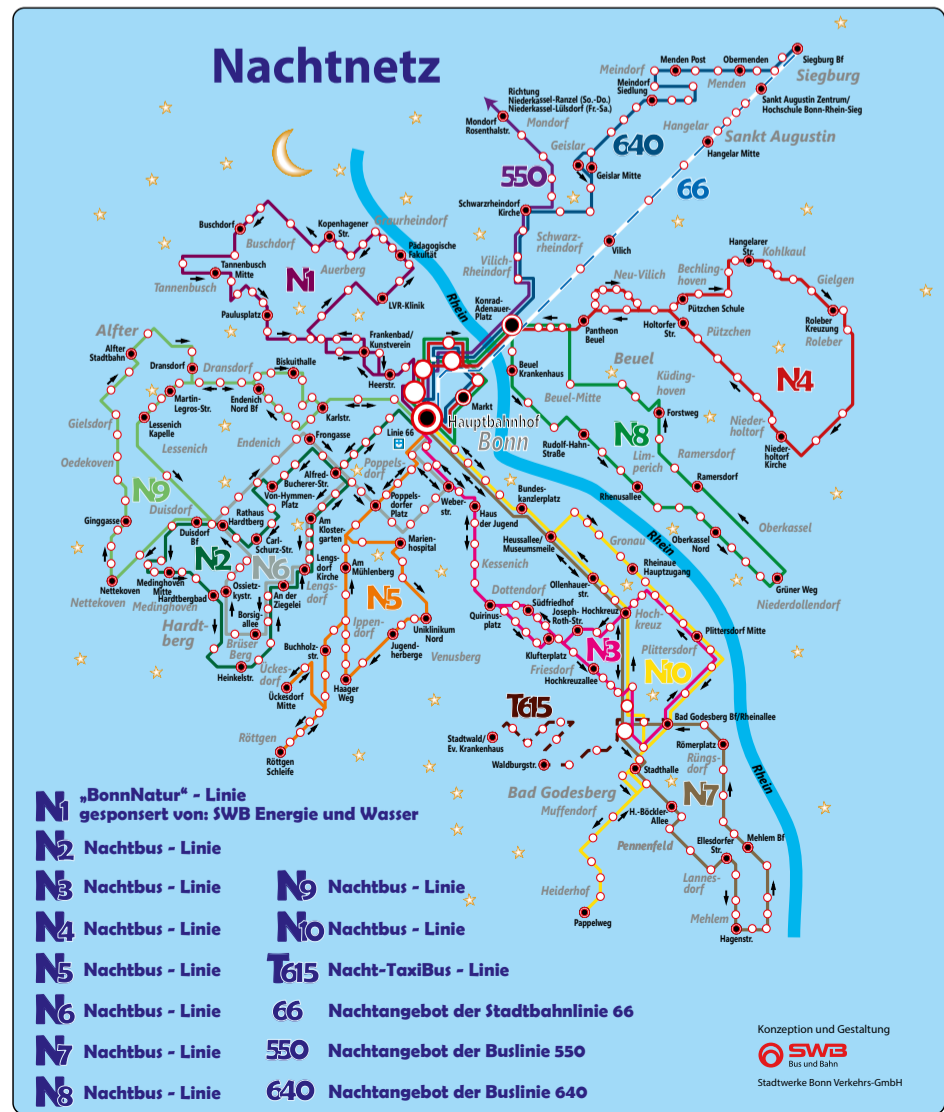 Nachtnetz
Richtung
Niederkassel-Ranzel (So.-Do.)
Niederkassel-Lülsdorf (Fr.-Sa.)
Mondorf
Rosenthalstr.
Mondorf
550
Meindorf
Menden Post
Obermenden
Menden
Siegburg Bf
Siegburg
Meindorf
Siedlung
Sankt Augustin Zentrum/
Hochschule Bonn-Rhein-Sieg
Hangelar
Sankt Augustin
Hangelar Mitte
640
Geislar
Geislar Mitte
66
Schwarzrheindorf
Kirche
Schwarz-
rheindorf
Vilich
Vilich-
Rheindorf
Rhein
Konrad-
Adenauer-
Platz
Buschdorf
Buschdorf
Kopenhagener
Str.
Graurheindorf
Pädagogische
Fakultät
Auerberg
Tannenbusch
Mitte
Tannenbusch
N1
LVR-Klinik
Paulusplatz
Frankenbad/
Kunstverein
Heerstr.
Neu-Vilich
Bechling-
hoven
Hangelarer
Str.
Kohlkaul
Gielgen
Pützchen Schule
Roleber
Kreuzung
Roleber
Pantheon
Beuel
Holtorfer
Str.
Pützchen
N4
Nieder-
holtorf
Nieder-
holtorf
Kirche
Beuel
Beuel
Krankenhaus
Beuel-Mitte
Küding-
hoven
Forstweg
N8
Rudolf-Hahn-
Straße
Lim-
perich
Ramersdorf
Ramersdorf
Rhenusallee
Oberkassel
Oberkassel
Nord
Grüner Weg
Niederdollendorf
Alfter
Alfter
Stadtbahn
Dransdorf
Dransdorf
Biskuithalle
Martin-
Legros-Str.
Endenich
Nord Bf
Karlstr.
Markt
Hauptbahnhof
Bonn
Linie 66
Gielsdorf
Lessenich
Kapelle
Lessenich
Endenich
Frongasse
Oedekoven
Poppels-
dorf
Alfred-
Bucherer-Str.
Von-Hymmen-
Platz
N9
Duisdorf
Poppels-
dorfer
Platz
Weber-
str.
Haus
der Jugend
Bundes-
kanzlerplatz
Ginggasse
Duisdorf
Bf
Rathaus
Hardtberg
Carl-
Schurz-Str.
Am
Kloster-
garten
Marien-
hospital
Heussallee/
Museumsmeile
Gronau
Rhein
N2
N6
Lengs-
dorf
Kirche
Lengs-
dorf
Am
Mühlenberg
Kessenich
Rheinaue
Hauptzugang
Nettekoven
Nettekoven
Medinghoven
Mitte
Medinghoven
Hardtbergbad
Ossietz-
kystr.
An der
Ziegelei
N5
Ollenhauer-
str.
Dottendorf
Hardt-
berg
Borsig-
allee
Brüser
Berg
Ippen-
dorf
Uniklinikum
Nord
Quirinus-
platz
Südfriedhof
Joseph-
Roth-Str.
Hochkreuz
Hoch-
kreuz
Plittersdorf Mitte
Jugend-
herberge
Venusberg
Klufterplatz
N3
Plittersdorf
Heinkelstr.
Ückes-
dorf
Buchholz-
str.
Friesdorf
Hochkreuzallee
N10
Ückesdorf
Mitte
Haager
Weg
Röttgen
Röttgen
Schleife
T615
Stadtwald/
Ev. Krankenhaus
Waldburgstr.
Bad Godesberg Bf/Rheinallee
Römerplatz
Rüngs-
dorf
Stadthalle
Bad Godesberg
Muffendorf
H.-Böckler-
Allee
N7
Rhein
Pennenfeld
Ellesdorfer
Str.
Mehlem Bf
Lannes-
dorf
Heiderhof
Pappelweg
Mehlem
Hagenstr.
N1 „BonnNatur“ - Linie
gesponsert von: SWB Energie und Wasser
N2 Nachtbus - Linie
N3 Nachtbus - Linie
N4 Nachtbus - Linie
N5 Nachtbus - Linie
N6 Nachtbus - Linie
N7 Nachtbus - Linie
N8 Nachtbus - Linie
N9 Nachtbus - Linie
N10 Nachtbus - Linie
T615 Nacht-TaxiBus - Linie
66 Nachtangebot der Stadtbahnlinie 66
550 Nachtangebot der Buslinie 550
640 Nachtangebot der Buslinie 640
Konzeption und Gestaltung
SWB
Bus und Bahn
Stadtwerke Bonn Verkehrs-GmbH